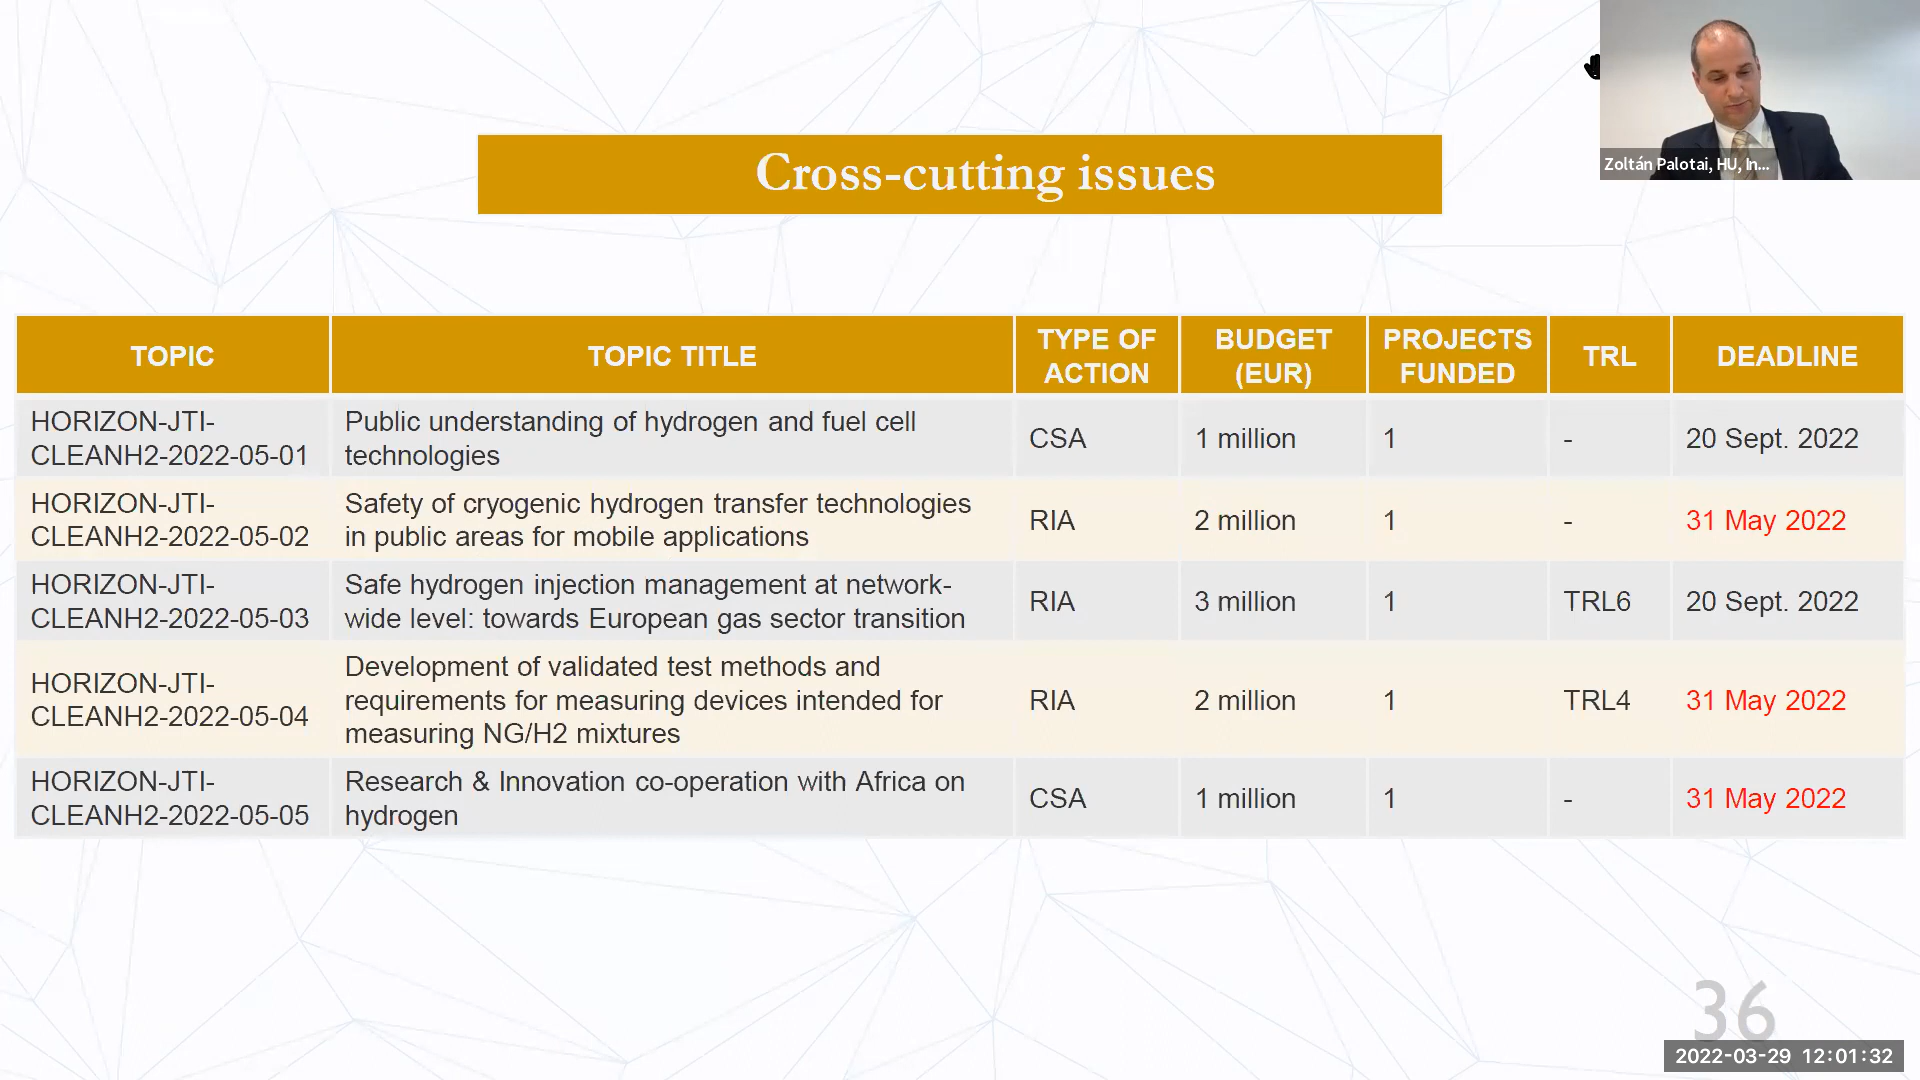 Zoltán Palotai, HU, In...
Cross-cutting issues
TOPIC
TOPIC TITLE
TYPE OF
ACTION
BUDGET
(EUR)
PROJECTS
FUNDED
TRL
DEADLINE
HORIZON-JTI-
CLEANH2-2022-05-01
Public understanding of hydrogen and fuel cell
technologies
CSA
1 million
1
-
20 Sept. 2022
HORIZON-JTI-
CLEANH2-2022-05-02
Safety of cryogenic hydrogen transfer technologies
in public areas for mobile applications
RIA
2 million
1
-
31 May 2022
HORIZON-JTI-
CLEANH2-2022-05-03
Safe hydrogen injection management at network-
wide level: towards European gas sector transition
RIA
3 million
1
TRL6
20 Sept. 2022
HORIZON-JTI-
CLEANH2-2022-05-04
Development of validated test methods and
requirements for measuring devices intended for
measuring NG/H2 mixtures
RIA
2 million
1
TRL4
31 May 2022
HORIZON-JTI-
CLEANH2-2022-05-05
Research & Innovation co-operation with Africa on
hydrogen
CSA
1 million
1
-
31 May 2022
36
2022-03-29 12:01:32